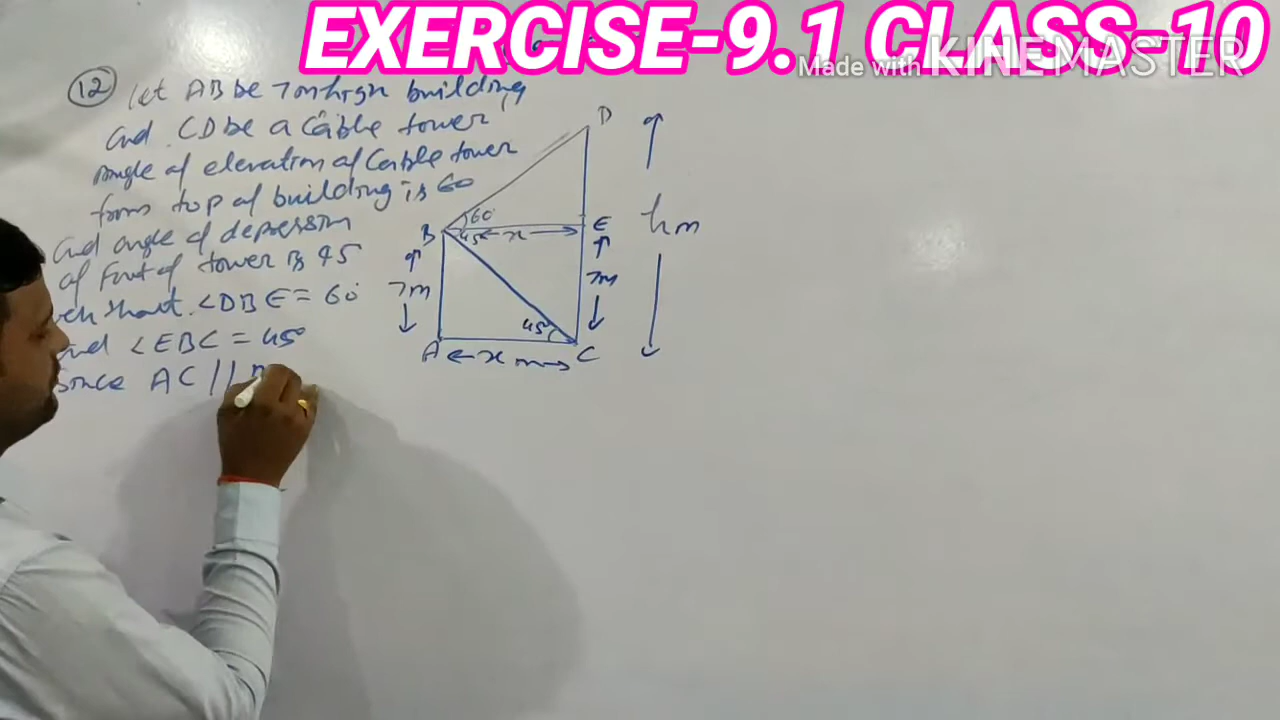 EXERCISE-9.1 CLASS-10
Made with KINEMASTER
12 let AB be 7m high building
and CD be a Cable tower
angle of elevation of Cable tower
from top of building is 60
and angle of depression
of Foot of tower is 45
such that ∠DBE = 60°
and ∠EBC = 45°
Since AC ||
D
60°
B 45 x E
7m 7m hm
45°
A x m C